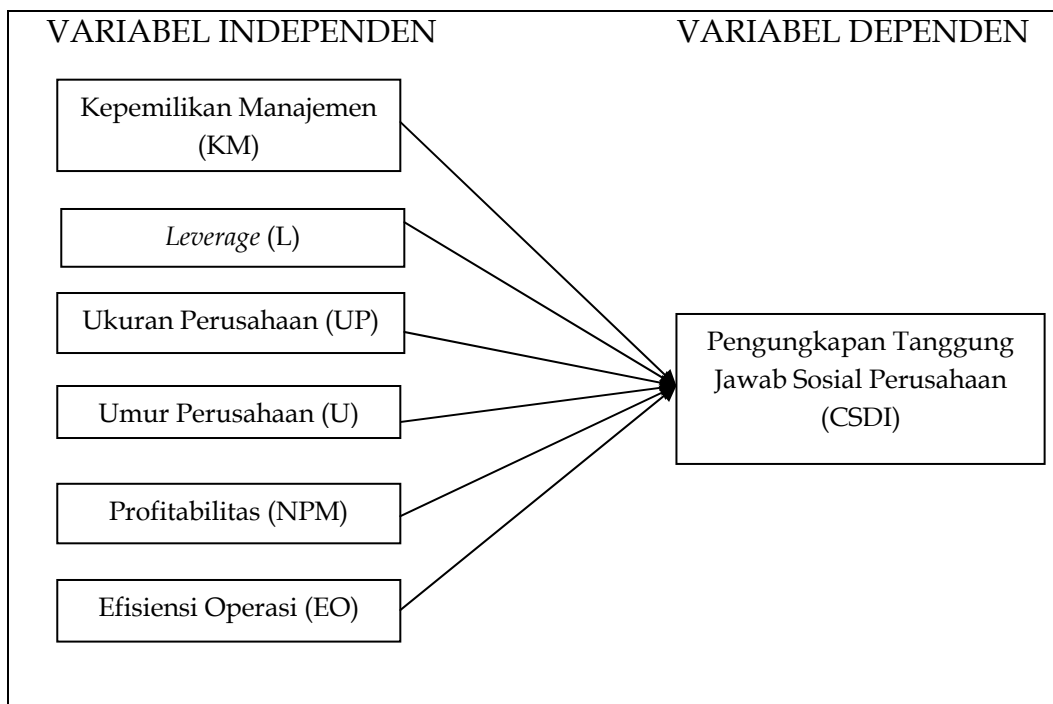 VARIABEL INDEPENDEN
VARIABEL DEPENDEN
Kepemilikan Manajemen
(KM)
Leverage (L)
Ukuran Perusahaan (UP)
Umur Perusahaan (U)
Profitabilitas (NPM)
Efisiensi Operasi (EO)
Pengungkapan Tanggung
Jawab Sosial Perusahaan
(CSDI)